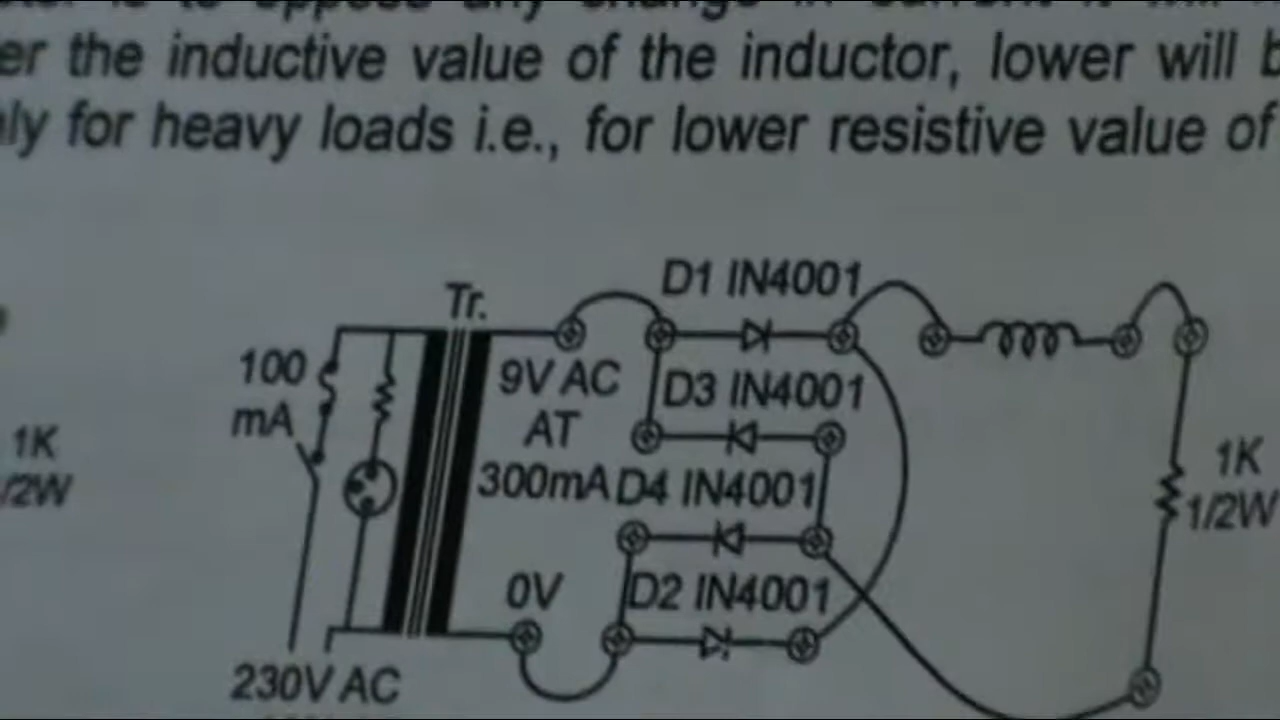 er the inductive value of the inductor, lower will b
ly for heavy loads i.e., for lower resistive value of
D1 IN4001
Tr.
100
mA
9V AC
AT
300mA
D3 IN4001
D4 IN4001
0V
D2 IN4001
230V AC
1K
1/2W
1K
/2W